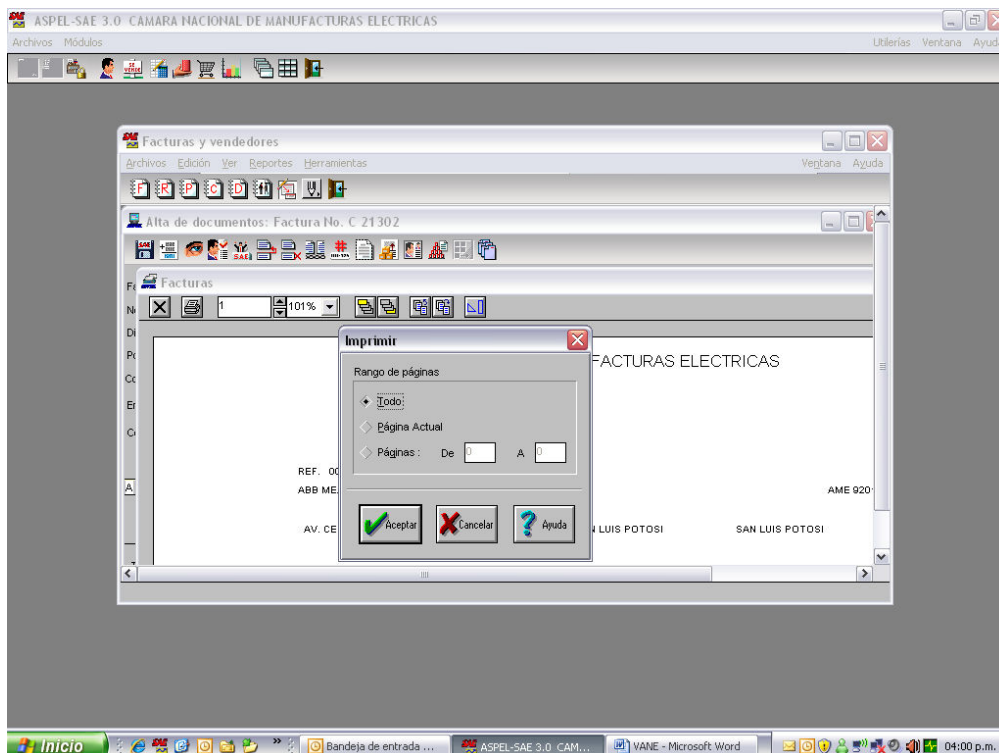 ASPEL-SAE 3.0 CAMARA NACIONAL DE MANUFACTURAS ELECTRICAS
Archivos Módulos Utilerías Ventana Ayud
SE VENDE
Facturas y vendedores
Archivos Edición Ver Reportes Herramientas Ventana Ayuda
F R P C D
Alta de documentos: Factura No. C 21302
SAE
Facturas
1 101%
Imprimir
FACTURAS ELECTRICAS
Rango de páginas
Todo
Página Actual
Páginas : De 0 A 0
REF. 00
ABB ME AME 920
Aceptar Cancelar Ayuda
AV. CE LUIS POTOSI SAN LUIS POTOSI
Inicio Bandeja de entrada ... ASPEL-SAE 3.0 CAM... VANE - Microsoft Word 04:00 p.m.